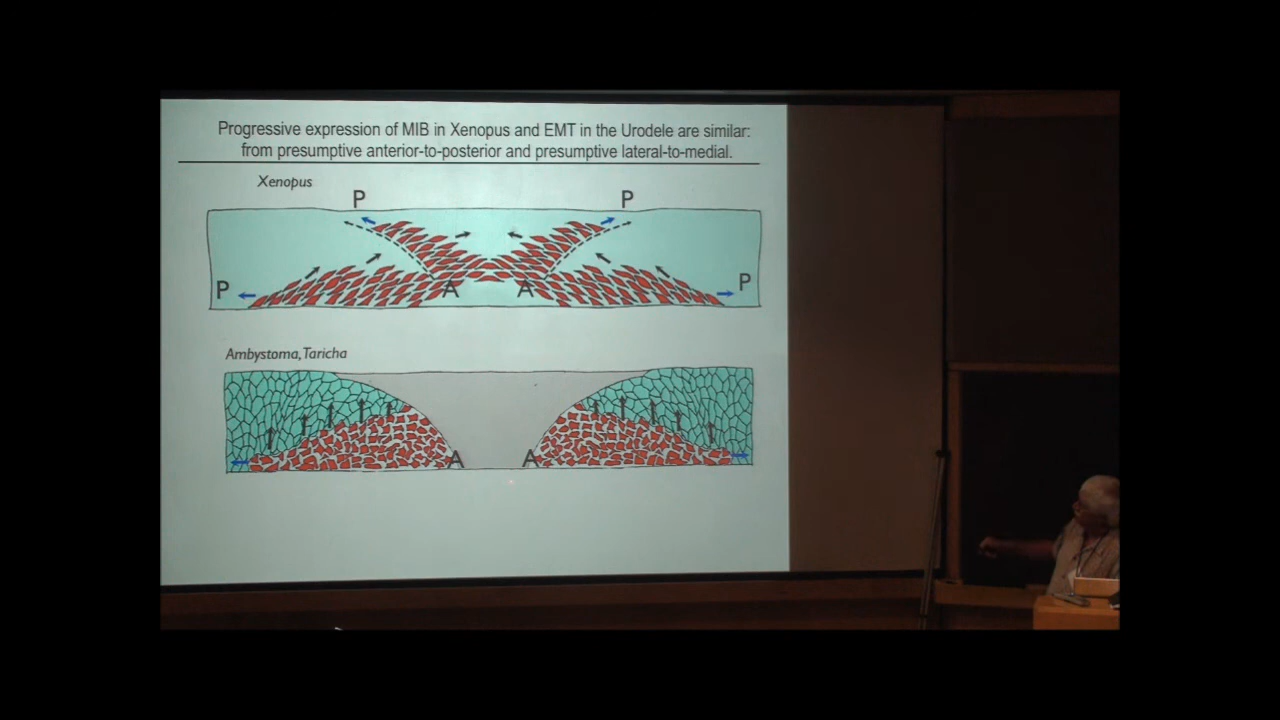 Progressive expression of MIB in Xenopus and EMT in the Urodele are similar:
from presumptive anterior-to-posterior and presumptive lateral-to-medial.
Xenopus
P P
P A A P
Ambystoma, Taricha
A A